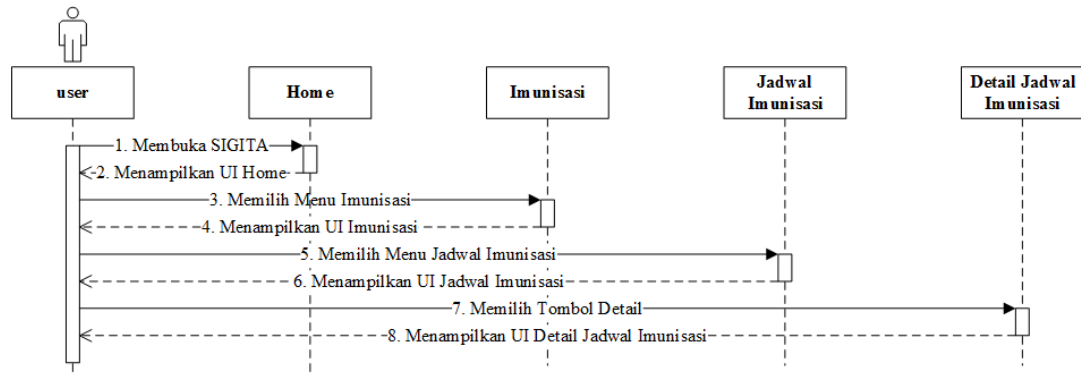 user
Home
Imunisasi
Jadwal
Imunisasi
Detail Jadwal
Imunisasi
1. Membuka SIGITA
2. Menampilkan UI Home
3. Memilih Menu Imunisasi
4. Menampilkan UI Imunisasi
5. Memilih Menu Jadwal Imunisasi
6. Menampilkan UI Jadwal Imunisasi
7. Memilih Tombol Detail
8. Menampilkan UI Detail Jadwal Imunisasi